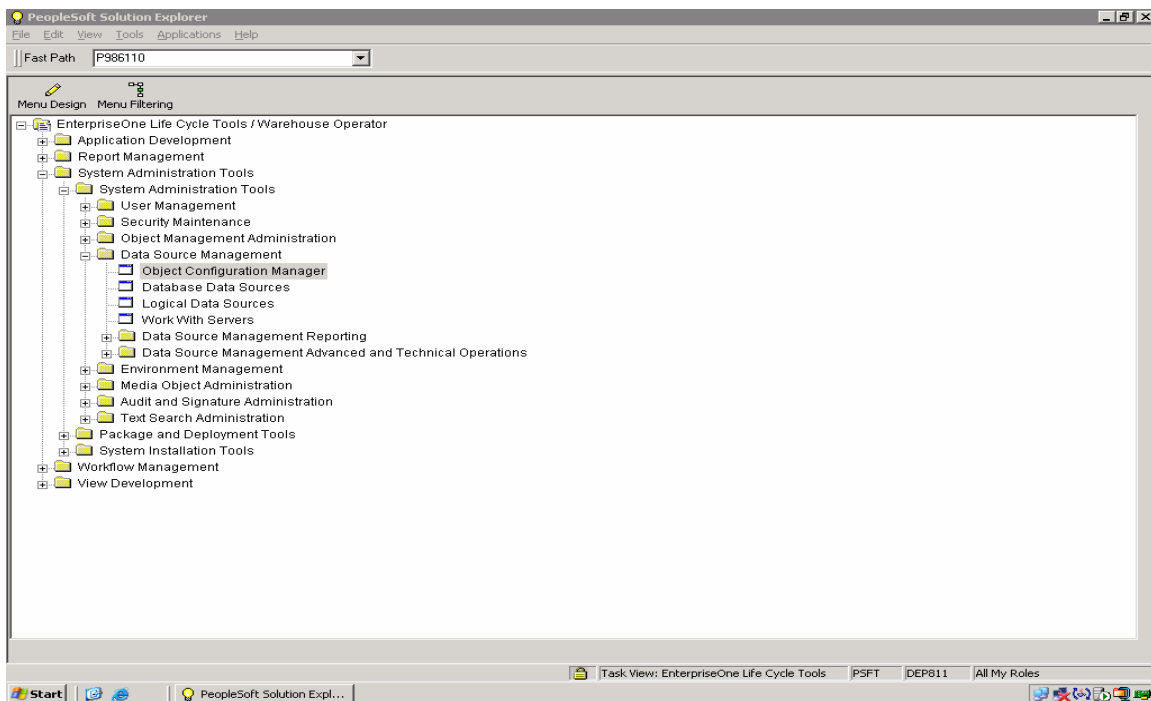 PeopleSoft Solution Explorer
File Edit View Tools Applications Help
Fast Path P986110
Menu Design Menu Filtering
EnterpriseOne Life Cycle Tools / Warehouse Operator
Application Development
Report Management
System Administration Tools
System Administration Tools
User Management
Security Maintenance
Object Management Administration
Data Source Management
Object Configuration Manager
Database Data Sources
Logical Data Sources
Work With Servers
Data Source Management Reporting
Data Source Management Advanced and Technical Operations
Environment Management
Media Object Administration
Audit and Signature Administration
Text Search Administration
Package and Deployment Tools
System Installation Tools
Workflow Management
View Development
Task View: EnterpriseOne Life Cycle Tools PSFT DEP811 All My Roles
Start PeopleSoft Solution Expl...